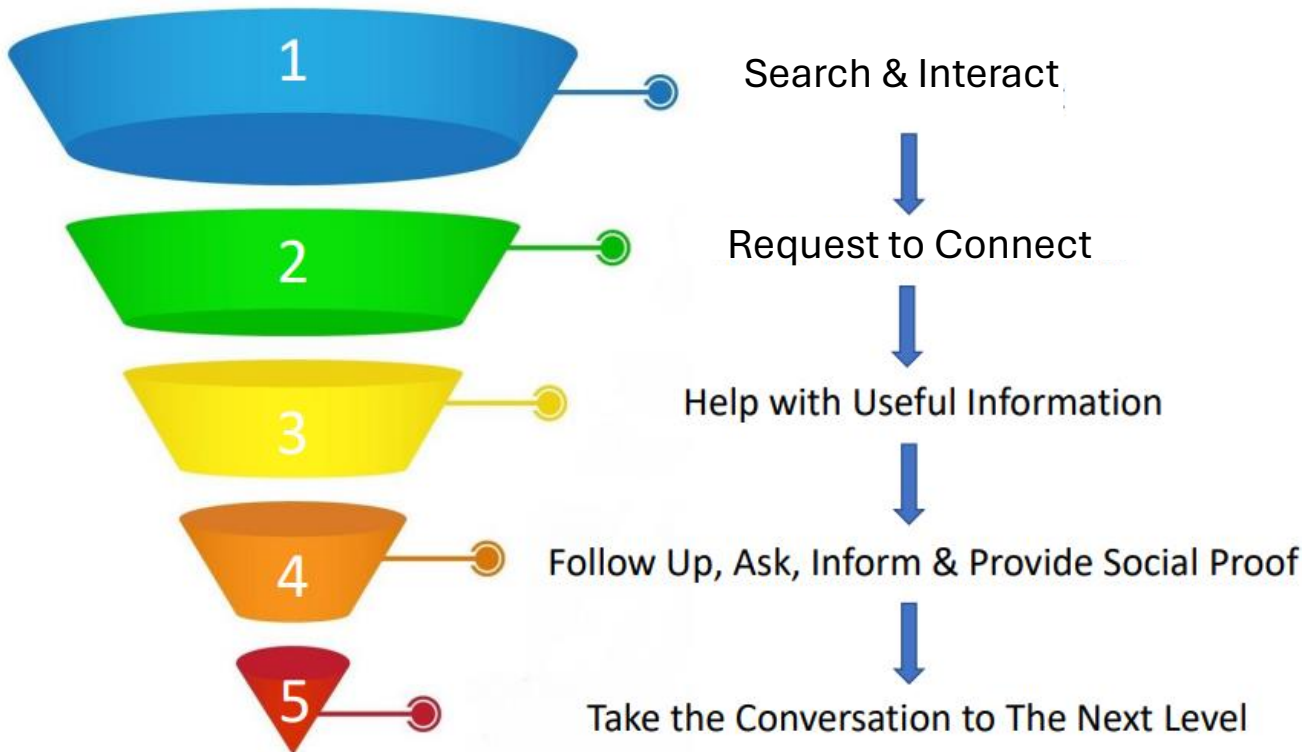 1
Search & Interact
2
Request to Connect
3
Help with Useful Information
4
Follow Up, Ask, Inform & Provide Social Proof
5
Take the Conversation to The Next Level